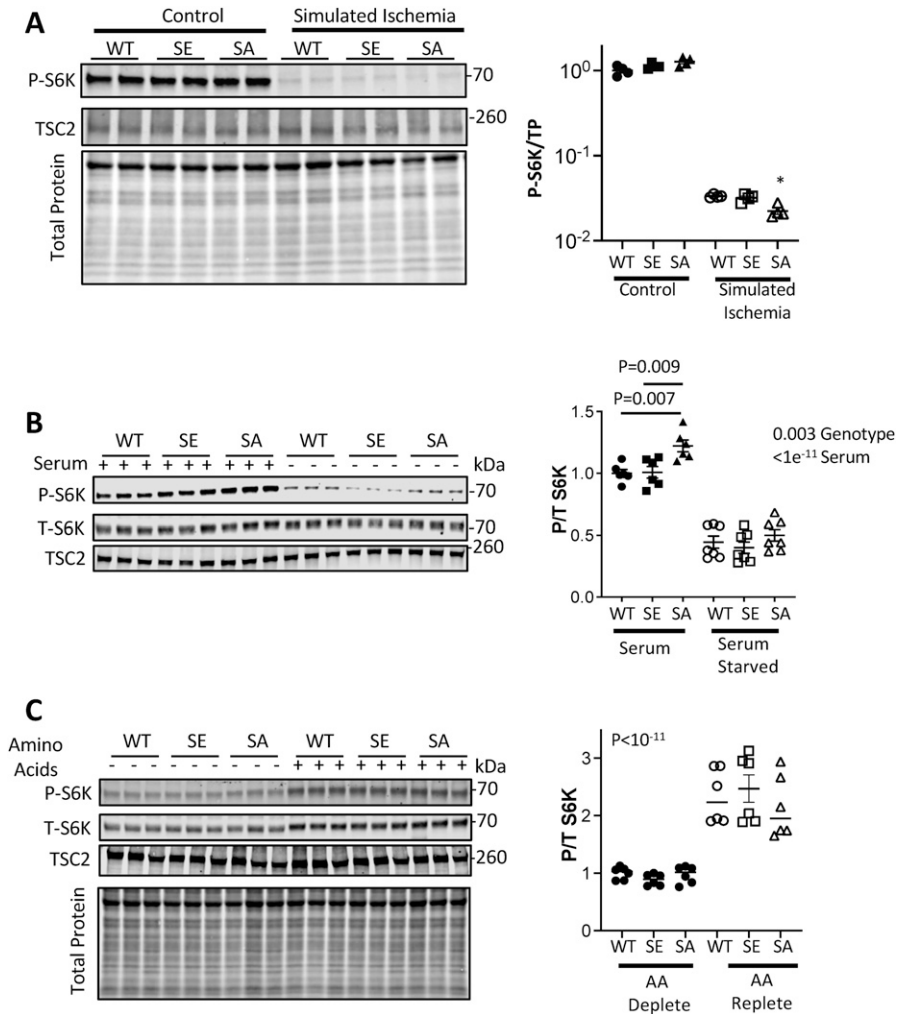 A
Control Simulated Ischemia
WT SE SA WT SE SA
P-S6K -70
TSC2 -260
Total Protein
P-S6K/TP
10⁰
10⁻¹
10⁻²
*
WT SE SA WT SE SA
Control Simulated
Ischemia
B
WT SE SA WT SE SA
Serum + + + + + + + + + - - - - - - - - - kDa
P-S6K -70
T-S6K -70
TSC2 260
P=0.009
P=0.007
0.003 Genotype
<1e⁻¹¹ Serum
P/T S6K
1.5
1.0
0.5
0.0
WT SE SA WT SE SA
Serum Serum
Starved
C
Amino WT SE SA WT SE SA
Acids - - - - - - - - - + + + + + + + + + kDa
P-S6K -70
T-S6K -70
TSC2 260
Total Protein
P<10⁻¹¹
P/T S6K
3
2
1
0
WT SE SA WT SE SA
AA AA
Deplete Replete